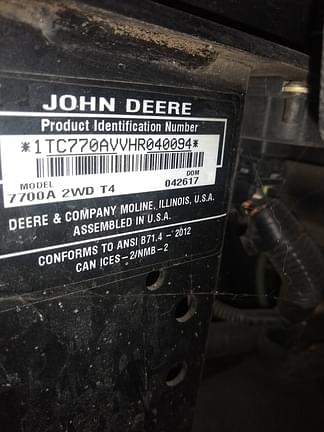 JOHN DEERE
Product Identification Number
*1TC770AVVHR040094*
MODEL DOM
7700A 2WD T4 042617
DEERE & COMPANY MOLINE, ILLINOIS, U.S.A.
ASSEMBLED IN U.S.A.
CONFORMS TO ANSI B71.4 - 2012
CAN ICES-2/NMB-2